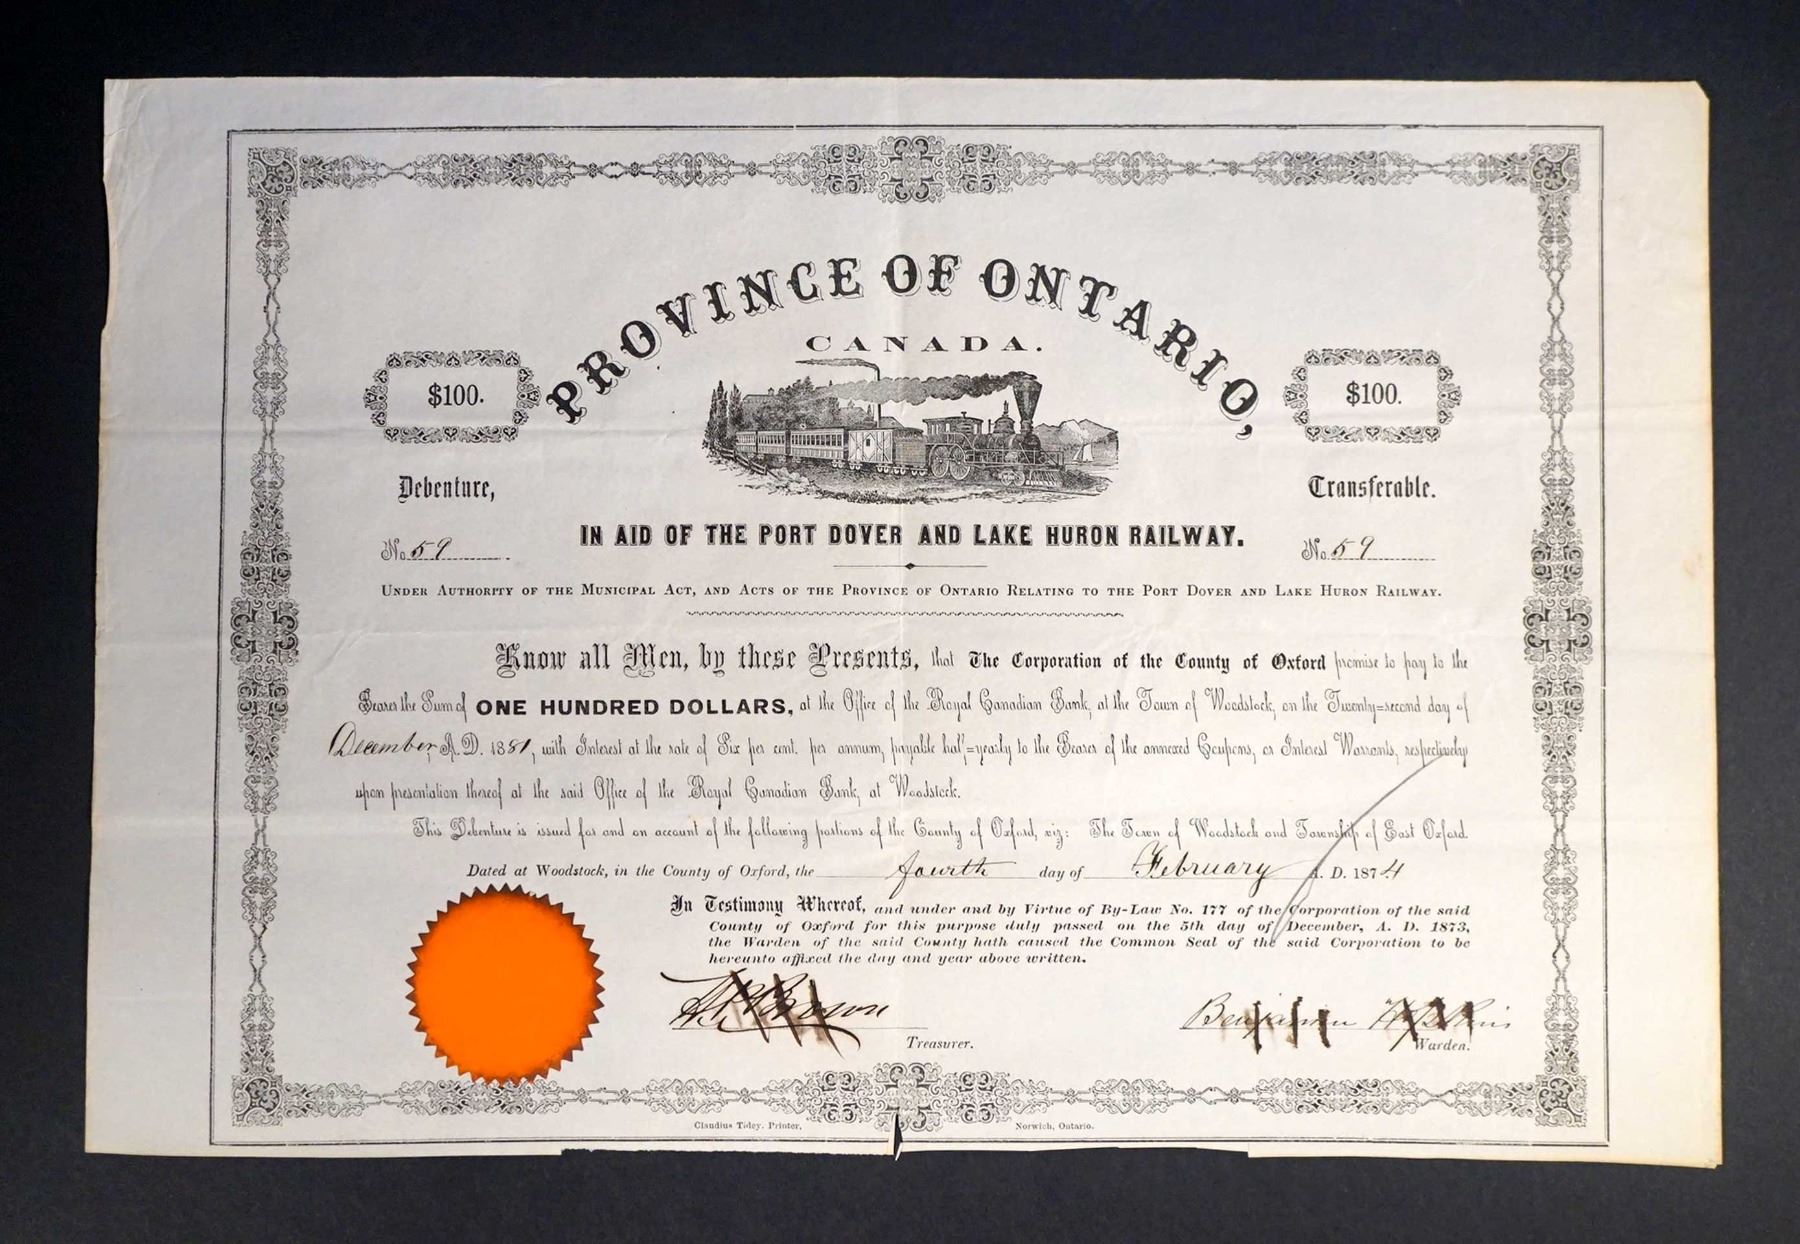 PROVINCE OF ONTARIO,
CANADA.
$100.
$100.
Debenture,
Transferable.
IN AID OF THE PORT DOVER AND LAKE HURON RAILWAY.
No. 59
No. 59
UNDER AUTHORITY OF THE MUNICIPAL ACT, AND ACTS OF THE PROVINCE OF ONTARIO RELATING TO THE PORT DOVER AND LAKE HURON RAILWAY.
Know all Men, by these Presents, that The Corporation of the County of Oxford promise to pay to the
Bearer the Sum of ONE HUNDRED DOLLARS, at the Office of the Royal Canadian Bank, at the Town of Woodstock, on the Twenty=second day of
December, A. D. 1881, with Interest at the rate of Six per cent. per annum, payable half=yearly to the Bearer of the annexed Coupons, or Interest Warrants, respectively
upon presentation thereof at the said Office of the Royal Canadian Bank, at Woodstock.
This Debenture is issued for and on account of the following portions of the County of Oxford, viz: The Town of Woodstock and Township of East Oxford.
Dated at Woodstock, in the County of Oxford, the fourth day of February A. D. 1874
In Testimony Whereof, and under and by Virtue of By-Law No. 177 of the Corporation of the said
County of Oxford for this purpose duly passed on the 5th day of December, A. D. 1873,
the Warden of the said County hath caused the Common Seal of the said Corporation to be
hereunto affixed the day and year above written.
Brown
Benjamin
Treasurer.
Warden.
Claudius Tidey, Printer,
Norwich, Ontario.